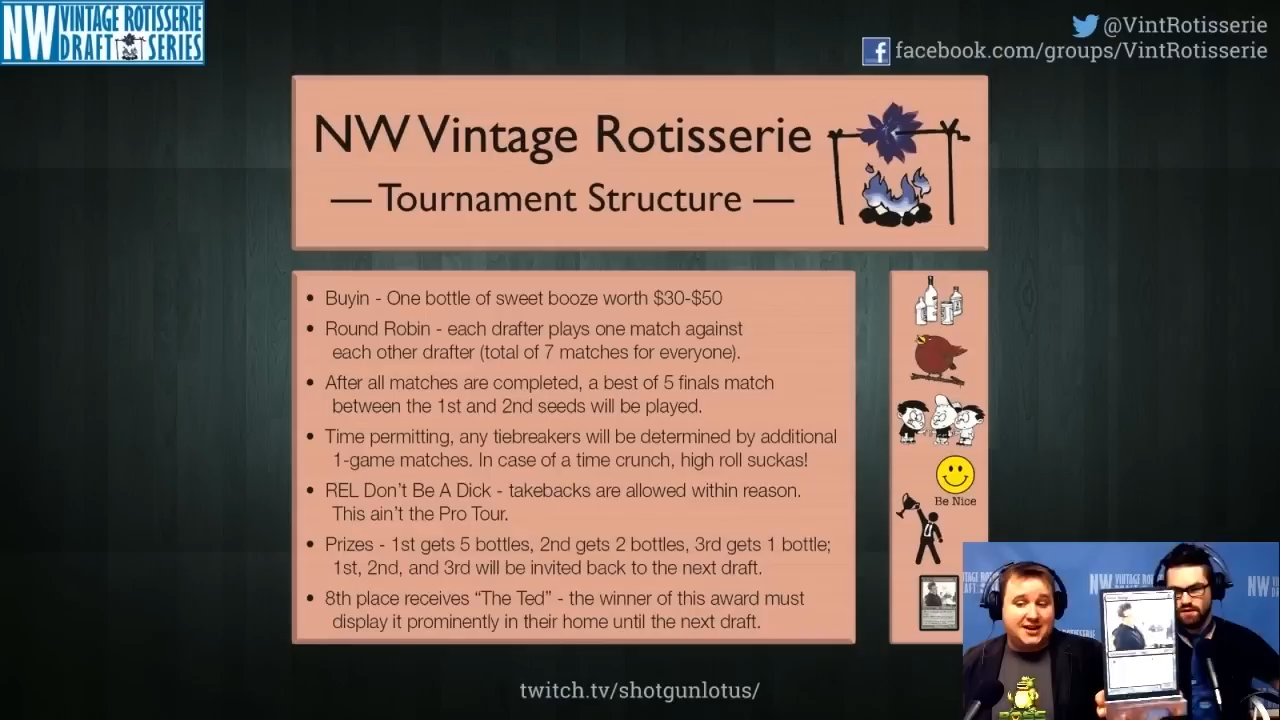 NW VINTAGE ROTISSERIE
DRAFT SERIES
@VintRotisserie
facebook.com/groups/VintRotisserie
NW Vintage Rotisserie
— Tournament Structure —
• Buyin - One bottle of sweet booze worth $30-$50
• Round Robin - each drafter plays one match against
each other drafter (total of 7 matches for everyone).
• After all matches are completed, a best of 5 finals match
between the 1st and 2nd seeds will be played.
• Time permitting, any tiebreakers will be determined by additional
1-game matches. In case of a time crunch, high roll suckas!
• REL Don't Be A Dick - takebacks are allowed within reason.
This ain't the Pro Tour.
• Prizes - 1st gets 5 bottles, 2nd gets 2 bottles, 3rd gets 1 bottle;
1st, 2nd, and 3rd will be invited back to the next draft.
• 8th place receives “The Ted” - the winner of this award must
display it prominently in their home until the next draft.
Be Nice
NW VINTAGE
NW
twitch.tv/shotgunlotus/